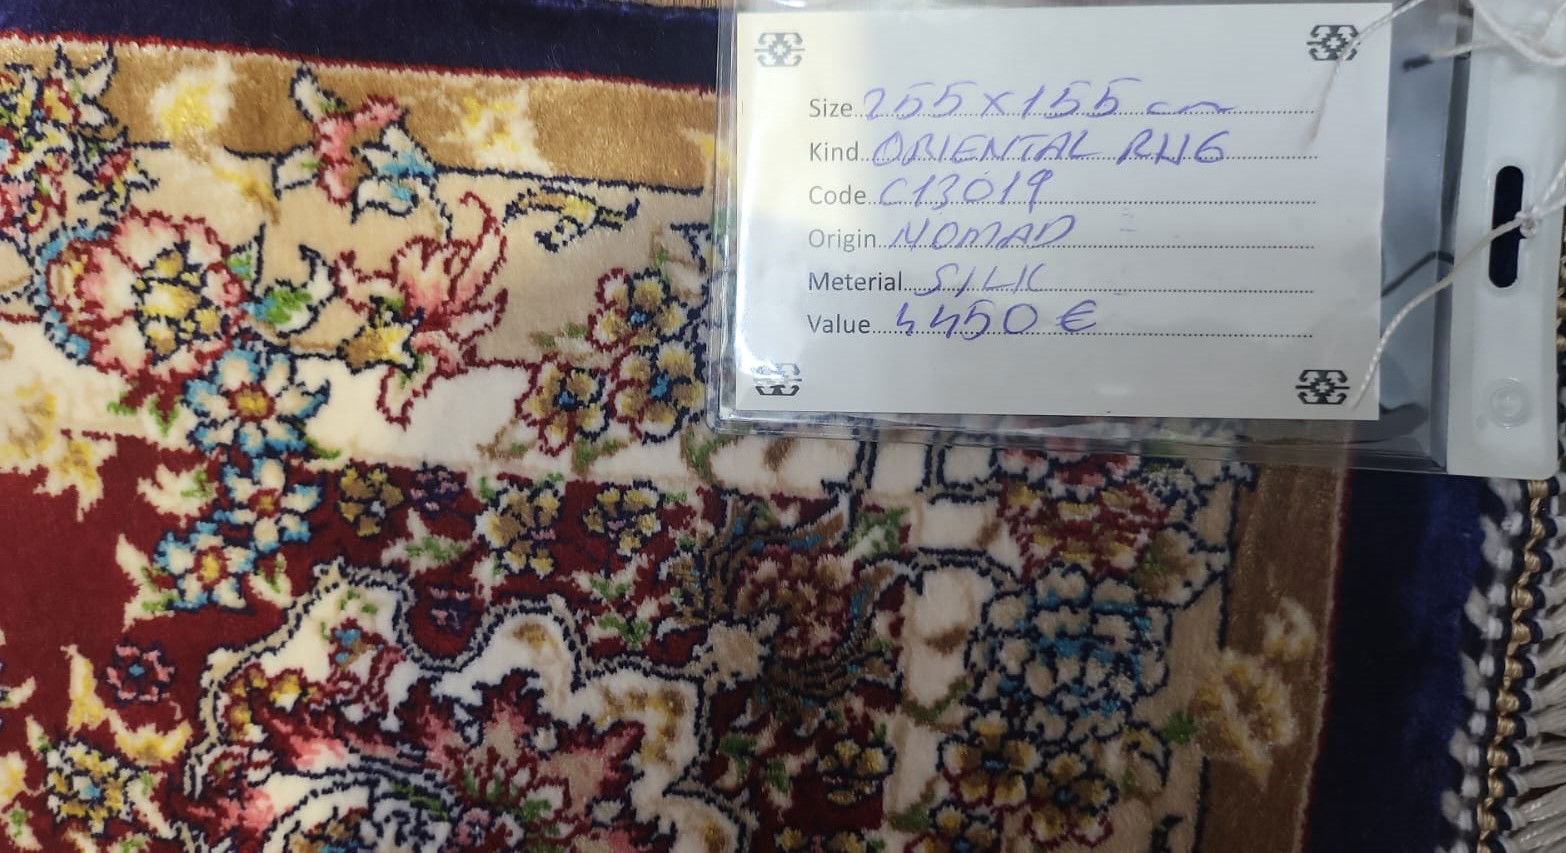 Size 255 x 155 cm
Kind ORIENTAL RUG
Code C13019
Origin NOMAD
Meterial SILK
Value 4450 €